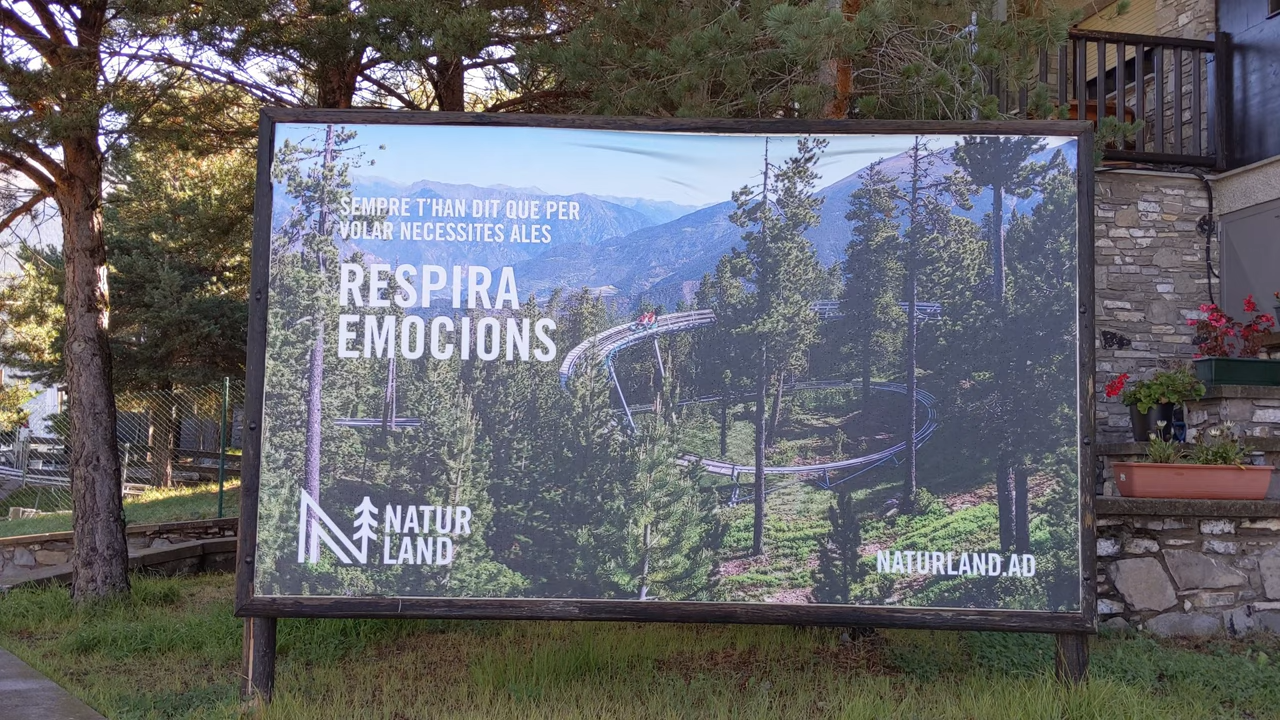 SEMPRE T'HAN DIT QUE PER
VOLAR NECESSITES ALES
RESPIRA
EMOCIONS
NATUR
LAND
NATURLAND.AD